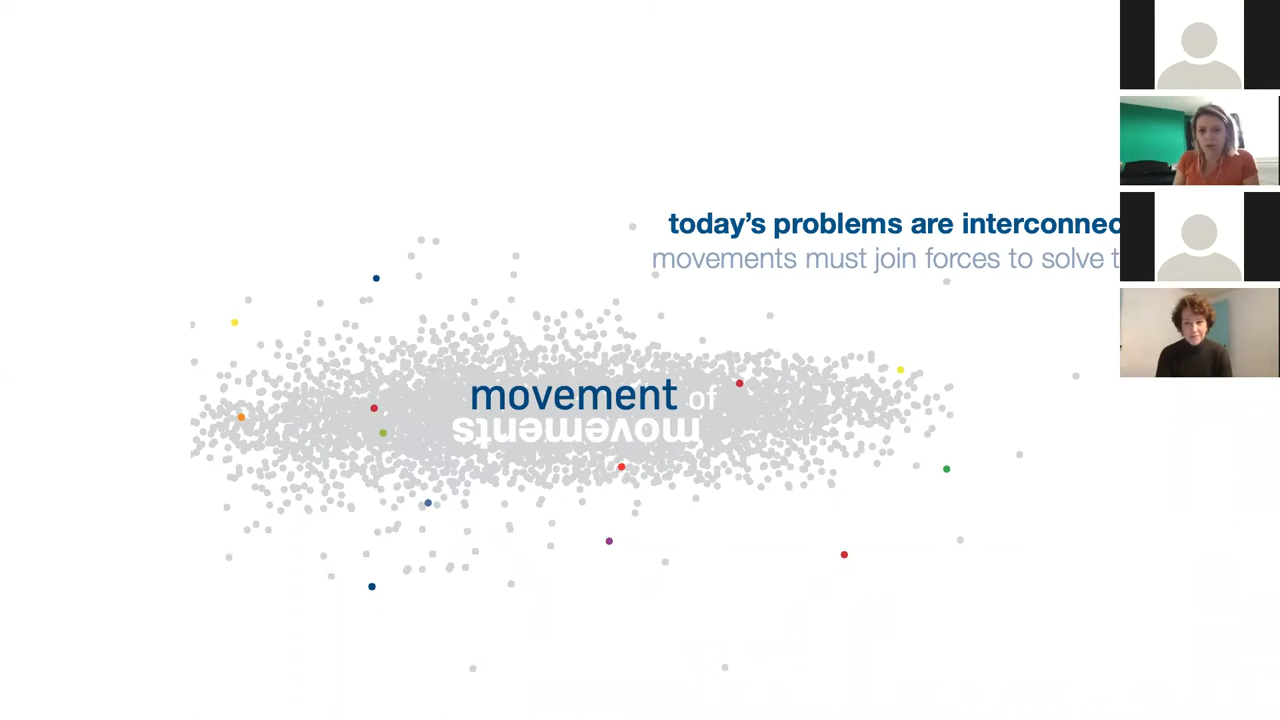 today's problems are interconnec
movements must join forces to solve t
movement of
movements